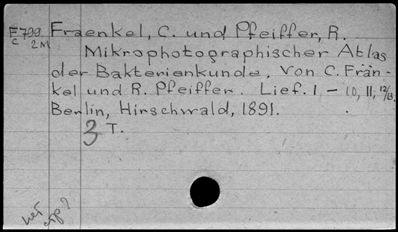 F799 Fraenkel, C. und Pfeiffer, R.
C 2M
Mikrophotographischer Atlas
der Bakterienkunde. Von C. Frän-
kel und R. Pfeiffer. Lief. 1 - 10, 11, 12/13.
Berlin, Hirschwald, 1891.
3 T.